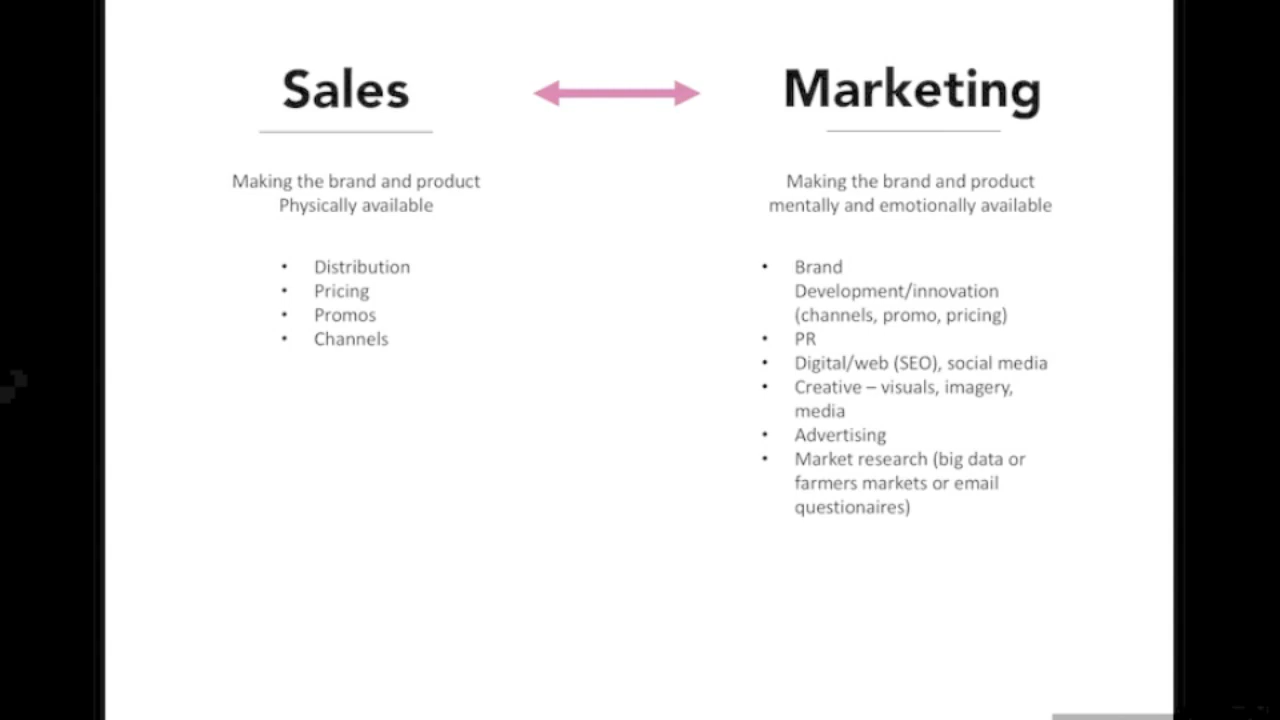 Sales
Marketing
Making the brand and product
Physically available
• Distribution
• Pricing
• Promos
• Channels
Making the brand and product
mentally and emotionally available
• Brand
Development/innovation
(channels, promo, pricing)
• PR
• Digital/web (SEO), social media
• Creative – visuals, imagery,
media
• Advertising
• Market research (big data or
farmers markets or email
questionaires)